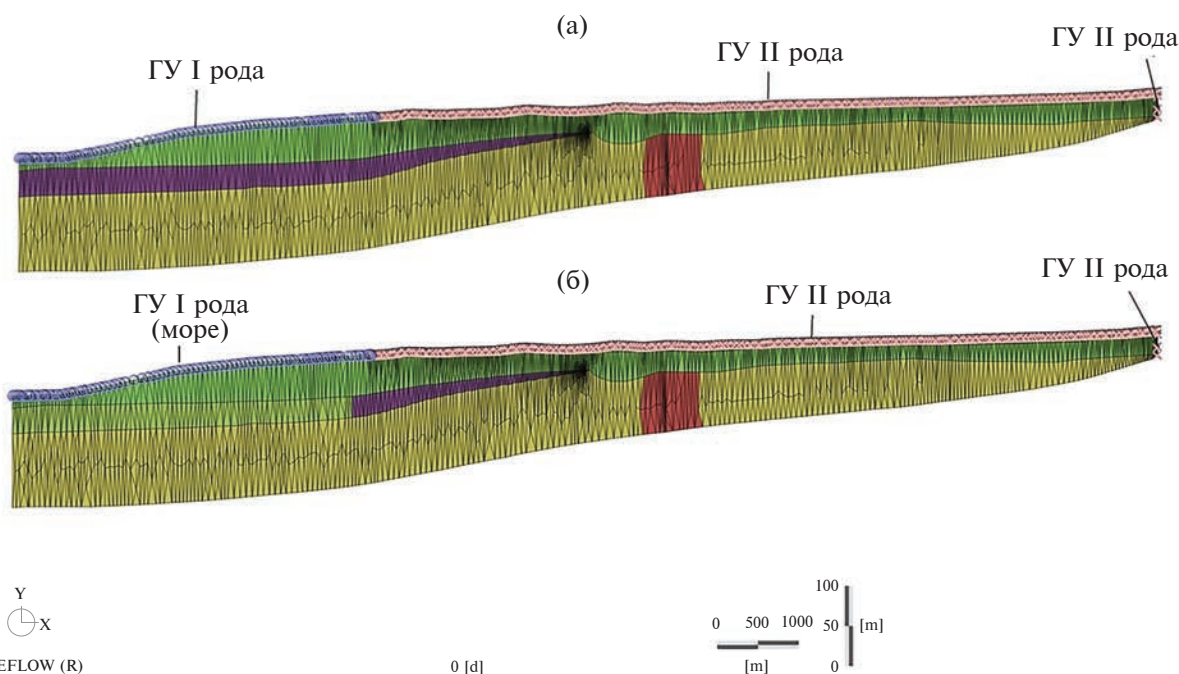 (а)
ГУ I рода
ГУ II рода
ГУ II рода
(б)
ГУ I рода
(море)
ГУ II рода
ГУ II рода
Y
X
EFLOW (R)
0 [d]
0 500 1000
[m]
100
50
0
[m]